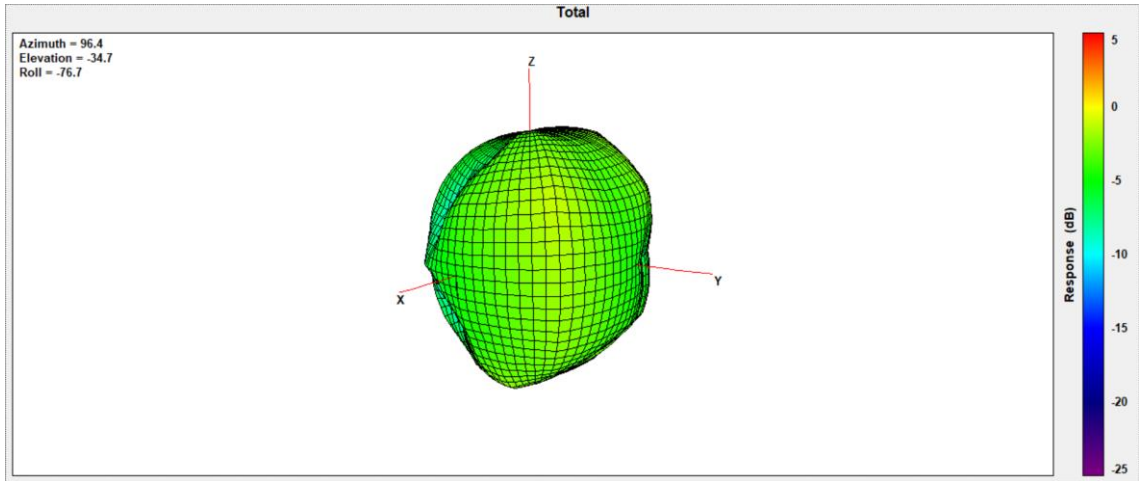 Total
Azimuth = 96.4
Elevation = -34.7
Roll = -76.7
Z
X
Y
5
0
-5
-10
-15
-20
-25
Response (dB)